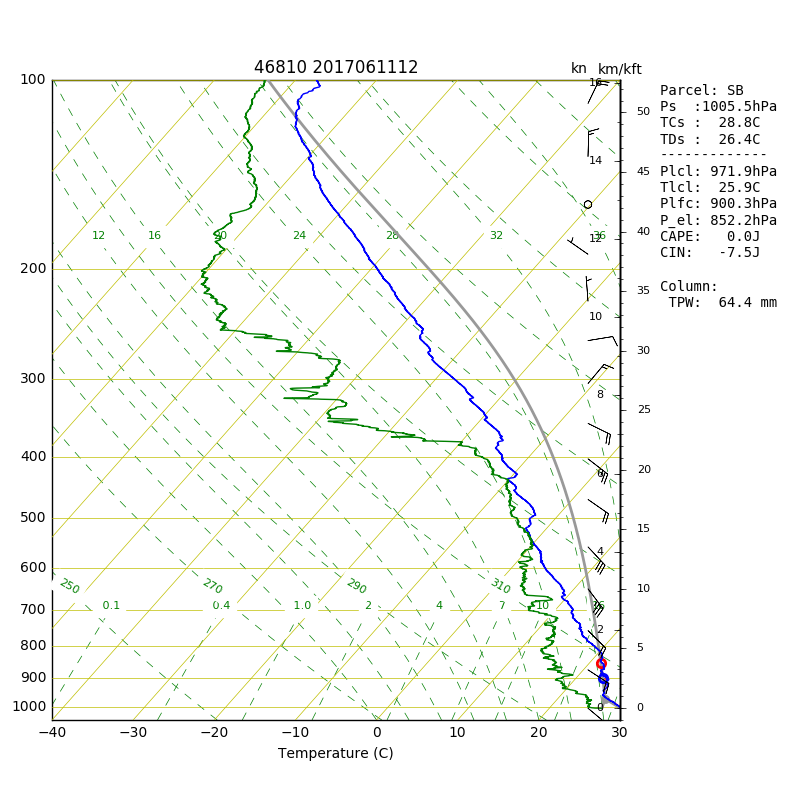 46810 2017061112
kn km/kft
100
200
300
400
500
600
700
800
900
1000
−40 −30 −20 −10 0 10 20 30
Temperature (C)
12 16 20 24 28 32 36
250 270 290 310
0.1 0.4 1.0 2 4 7 10
16
14
12
10
8
4
2
0
50
45
40
35
30
25
20
15
10
5
0
Parcel: SB
Ps  :1005.5hPa
TCs :  28.8C
TDs :  26.4C
-------------
Plcl: 971.9hPa
Tlcl:  25.9C
Plfc: 900.3hPa
P_el: 852.2hPa
CAPE:   0.0J
CIN:   -7.5J
Column:
TPW:  64.4 mm